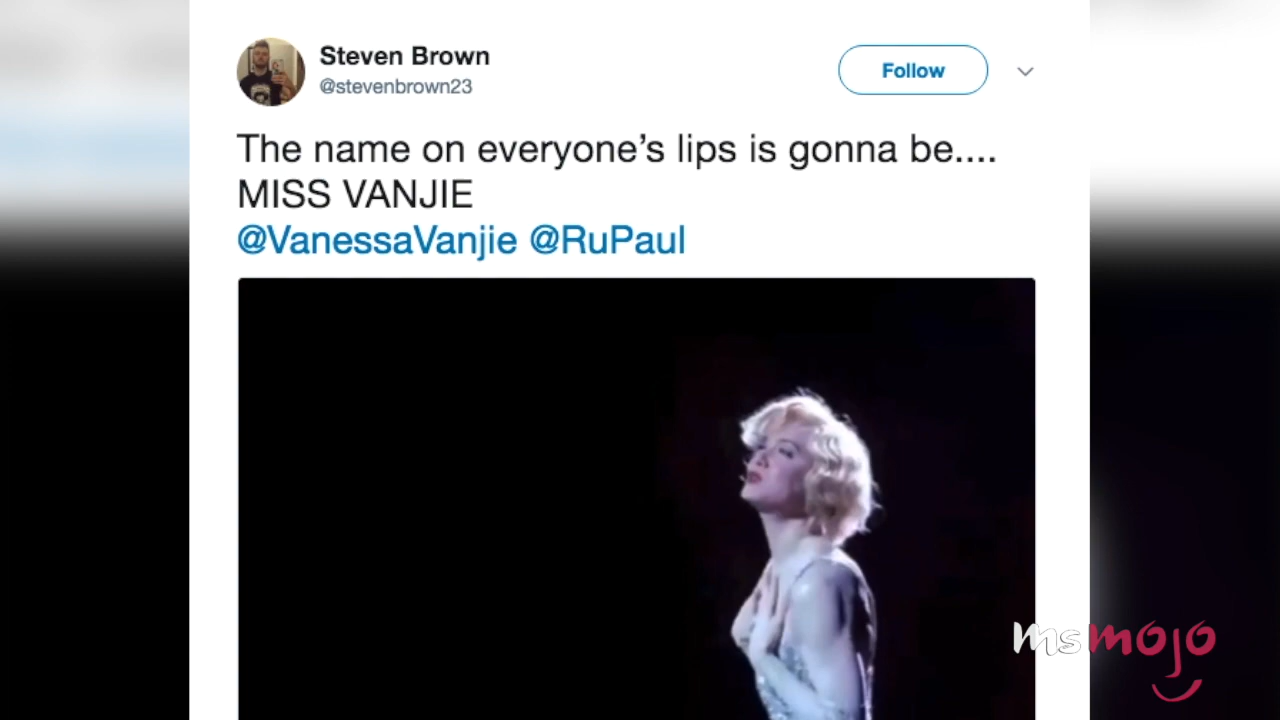 Steven Brown
@stevenbrown23
Follow
The name on everyone’s lips is gonna be....
MISS VANJIE
@VanessaVanjie @RuPaul
msmojo